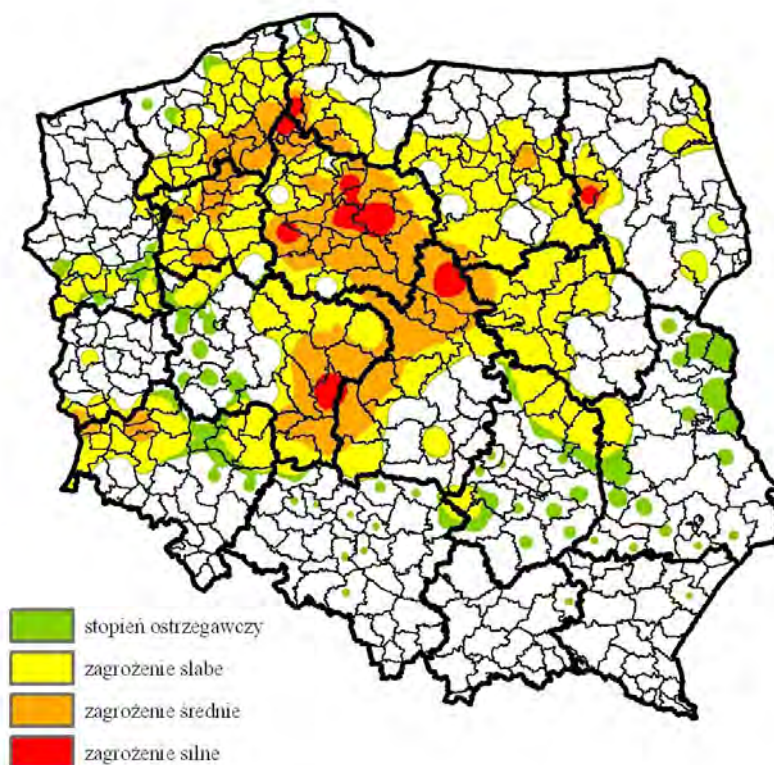 stopień ostrzegawczy
zagrożenie słabe
zagrożenie średnie
zagrożenie silne